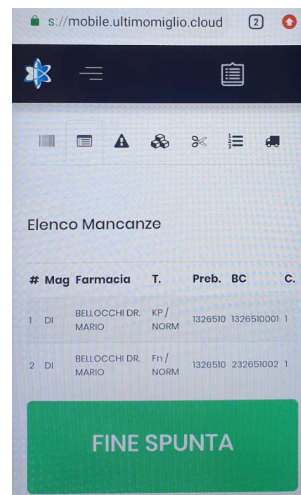 s://mobile.ultimomiglio.cloud 2
Elenco Mancanze
# Mag Farmacia T. Preb. BC C.
1 DI BELLOCCHI DR. MARIO KP / NORM 1326510 1326510001 1
2 DI BELLOCCHI DR. MARIO Fn / NORM 1326510 232651002 1
FINE SPUNTA